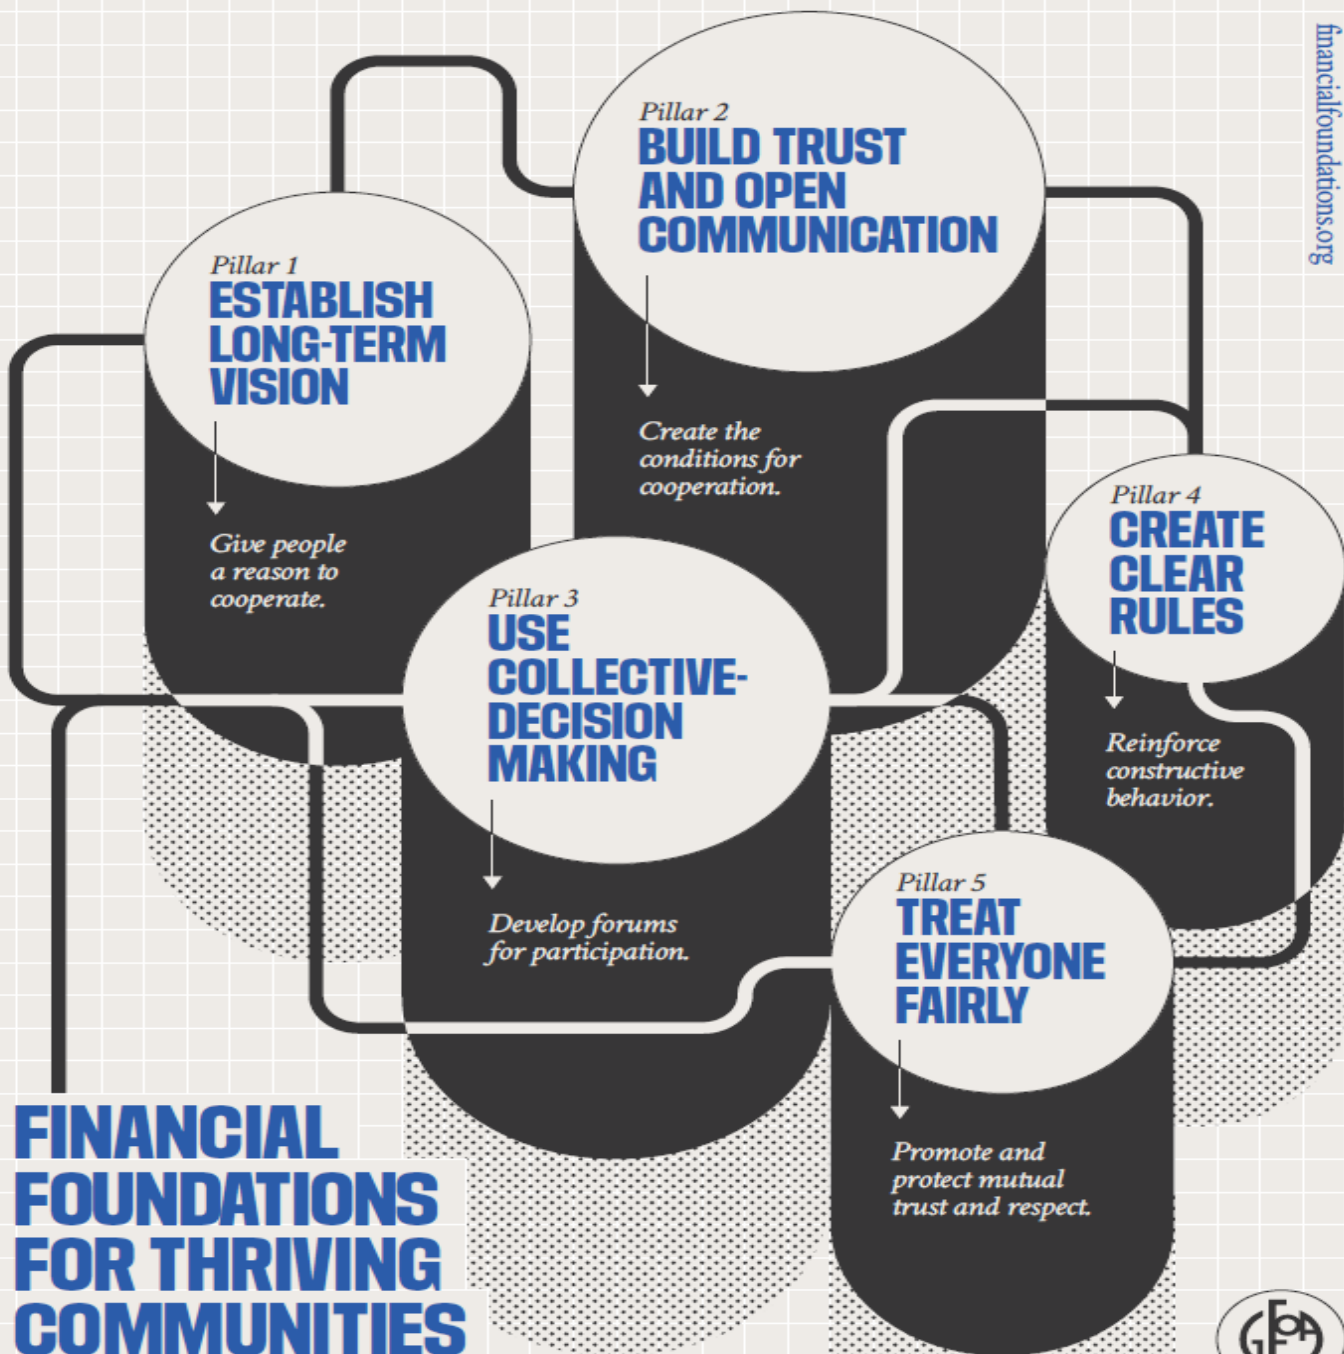 financialfoundations.org
Pillar 1
ESTABLISH
LONG-TERM
VISION
Give people
a reason to
cooperate.
Pillar 2
BUILD TRUST
AND OPEN
COMMUNICATION
Create the
conditions for
cooperation.
Pillar 3
USE
COLLECTIVE-
DECISION
MAKING
Develop forums
for participation.
Pillar 4
CREATE
CLEAR
RULES
Reinforce
constructive
behavior.
Pillar 5
TREAT
EVERYONE
FAIRLY
Promote and
protect mutual
trust and respect.
FINANCIAL
FOUNDATIONS
FOR THRIVING
COMMUNITIES
GFOA